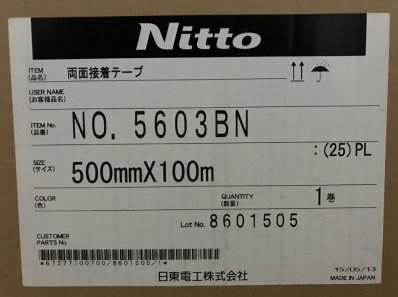 Nitto
ITEM
(品名) 両面接着テープ
USER NAME
(お客様品名)
ITEM No.
(品番) NO. 5603BN
:(25)PL
SIZE
(サイズ) 500mmX100m
COLOR
(色)
QUANTITY
(数量) 1 巻
Lot No. 8601505
CUSTOMER
PARTS No.
*67277100700/8601505/1*
日東電工株式会社
15/05/13
MADE IN JAPAN